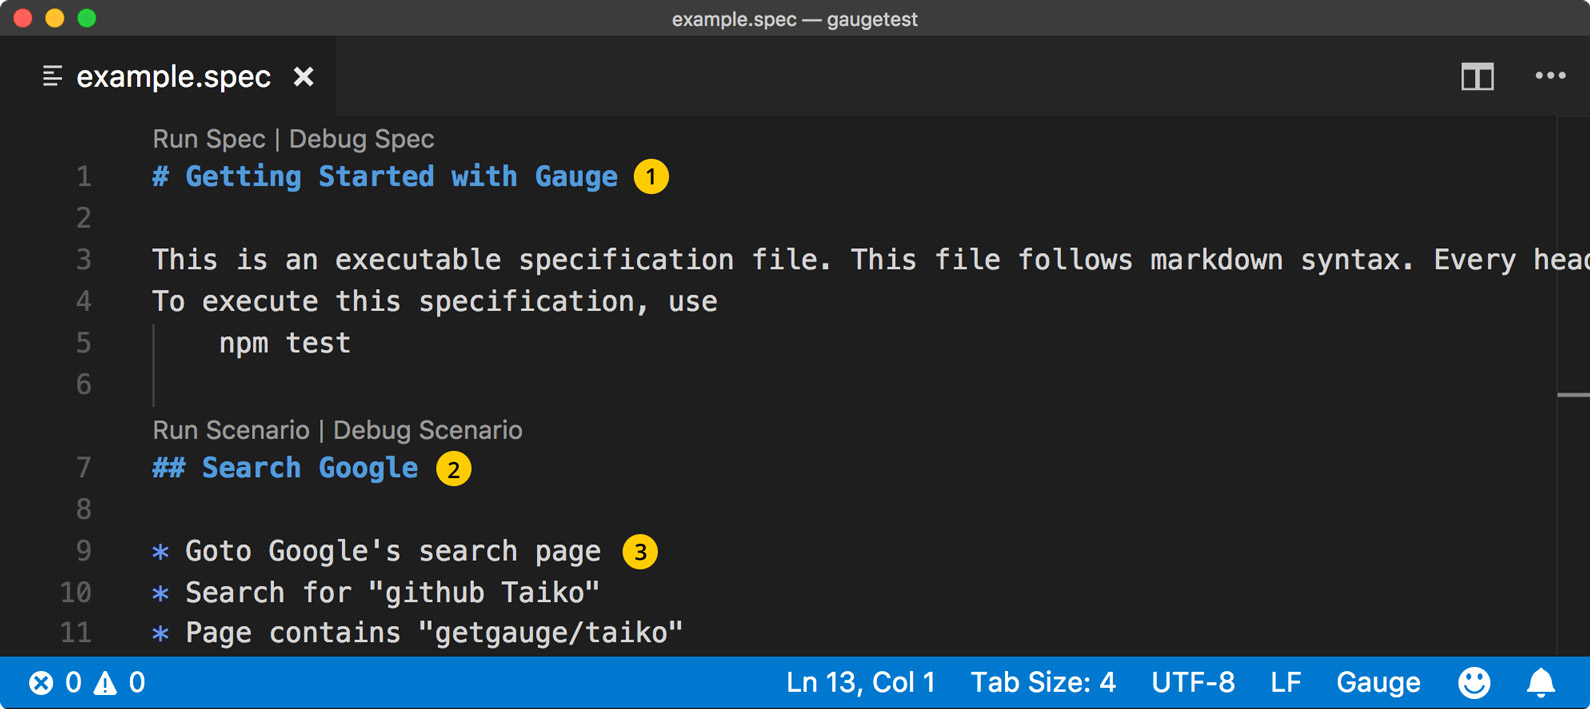 example.spec — gaugetest
example.spec
Run Spec | Debug Spec
1 # Getting Started with Gauge 1
2
3 This is an executable specification file. This file follows markdown syntax. Every
4 To execute this specification, use
5 npm test
6
Run Scenario | Debug Scenario
7 ## Search Google 2
8
9 * Goto Google's search page 3
10 * Search for "github Taiko"
11 * Page contains "getgauge/taiko"
0 0 Ln 13, Col 1 Tab Size: 4 UTF-8 LF Gauge